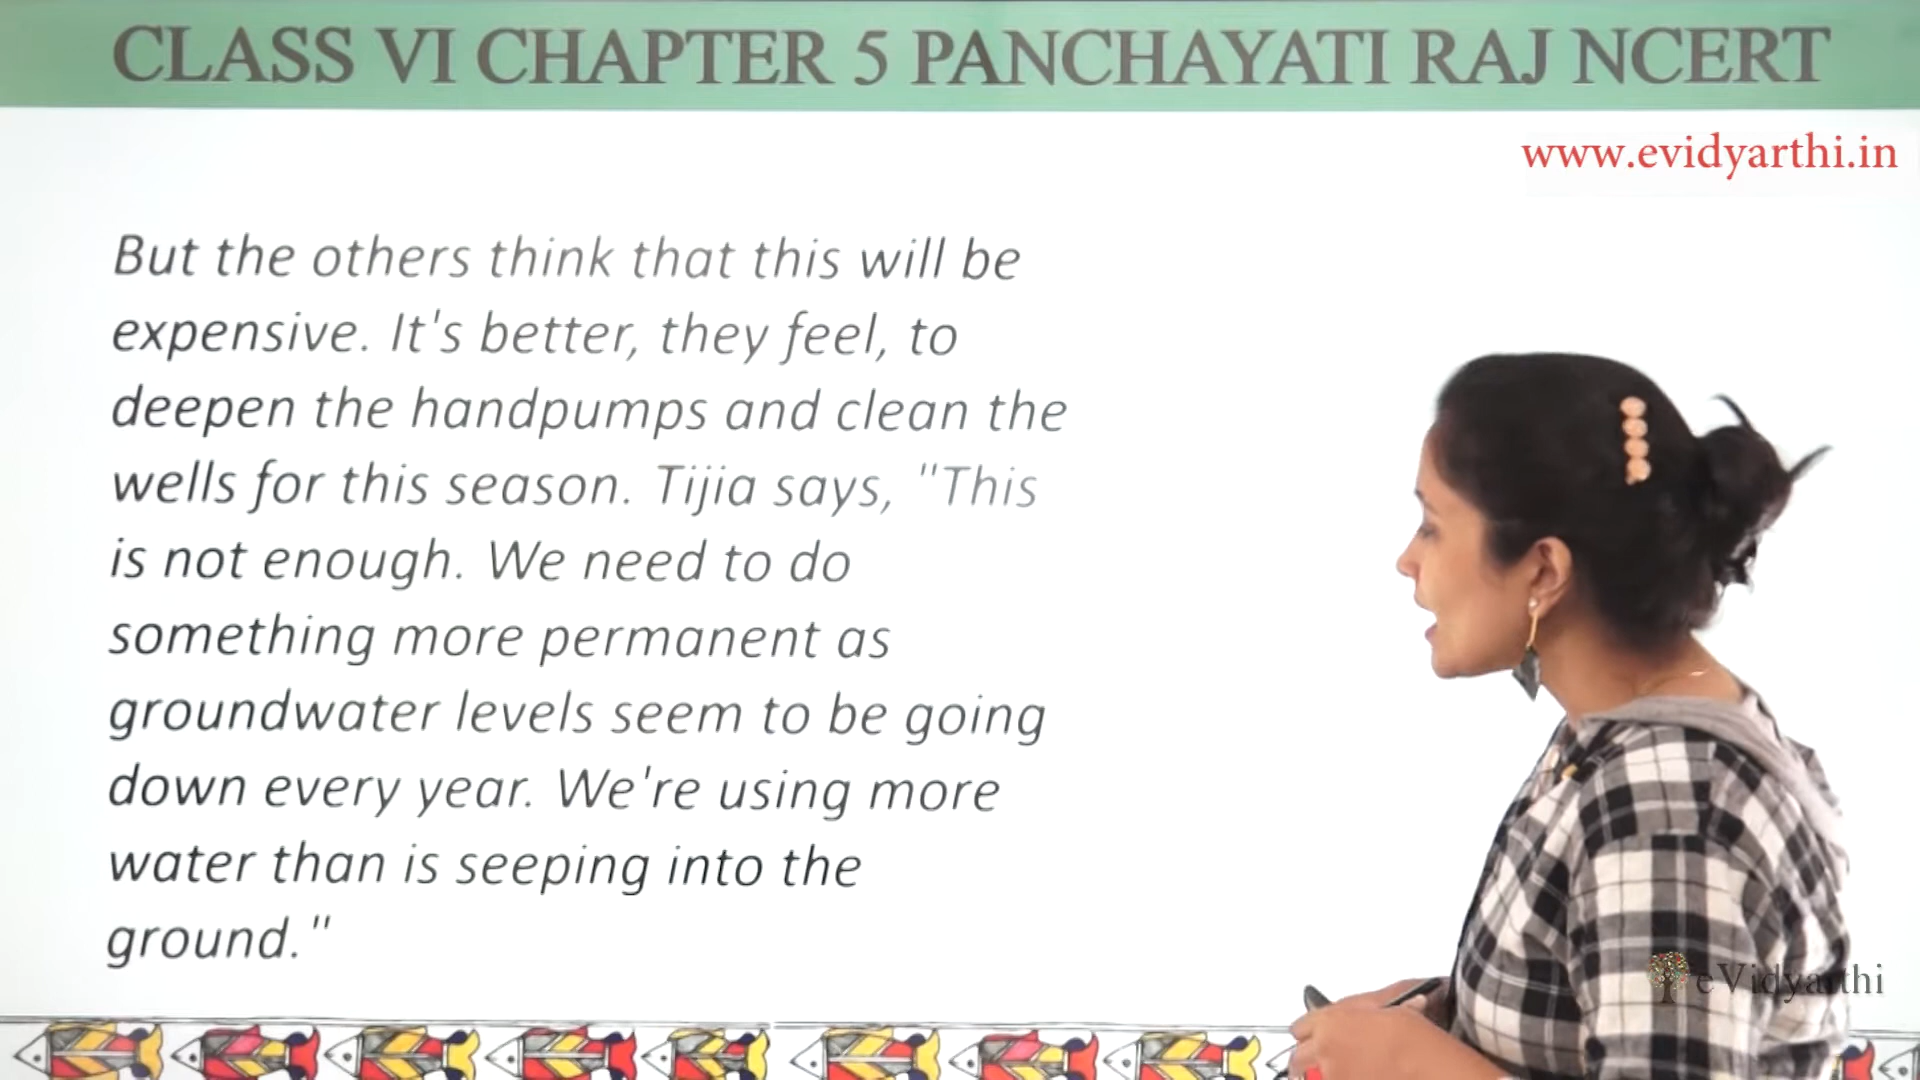 CLASS VI CHAPTER 5 PANCHAYATI RAJ NCERT
www.evidyarthi.in
But the others think that this will be
expensive. It's better, they feel, to
deepen the handpumps and clean the
wells for this season. Tijia says, "This
is not enough. We need to do
something more permanent as
groundwater levels seem to be going
down every year. We're using more
water than is seeping into the
ground."
eVidyarthi